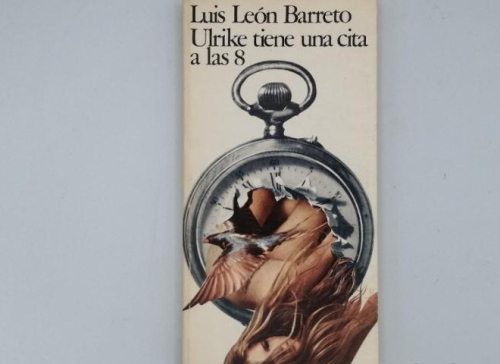 Luis León Barreto
Ulrike tiene una cita
a las 8